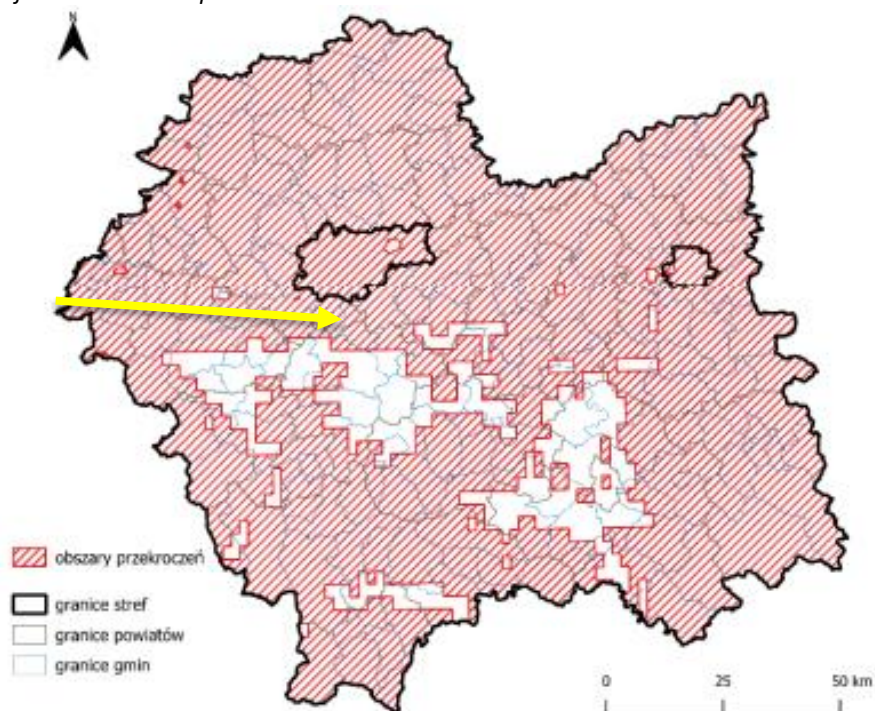 N
obszary przekroczeń
granice stref
granice powiatów
granice gmin
0 25 50 km